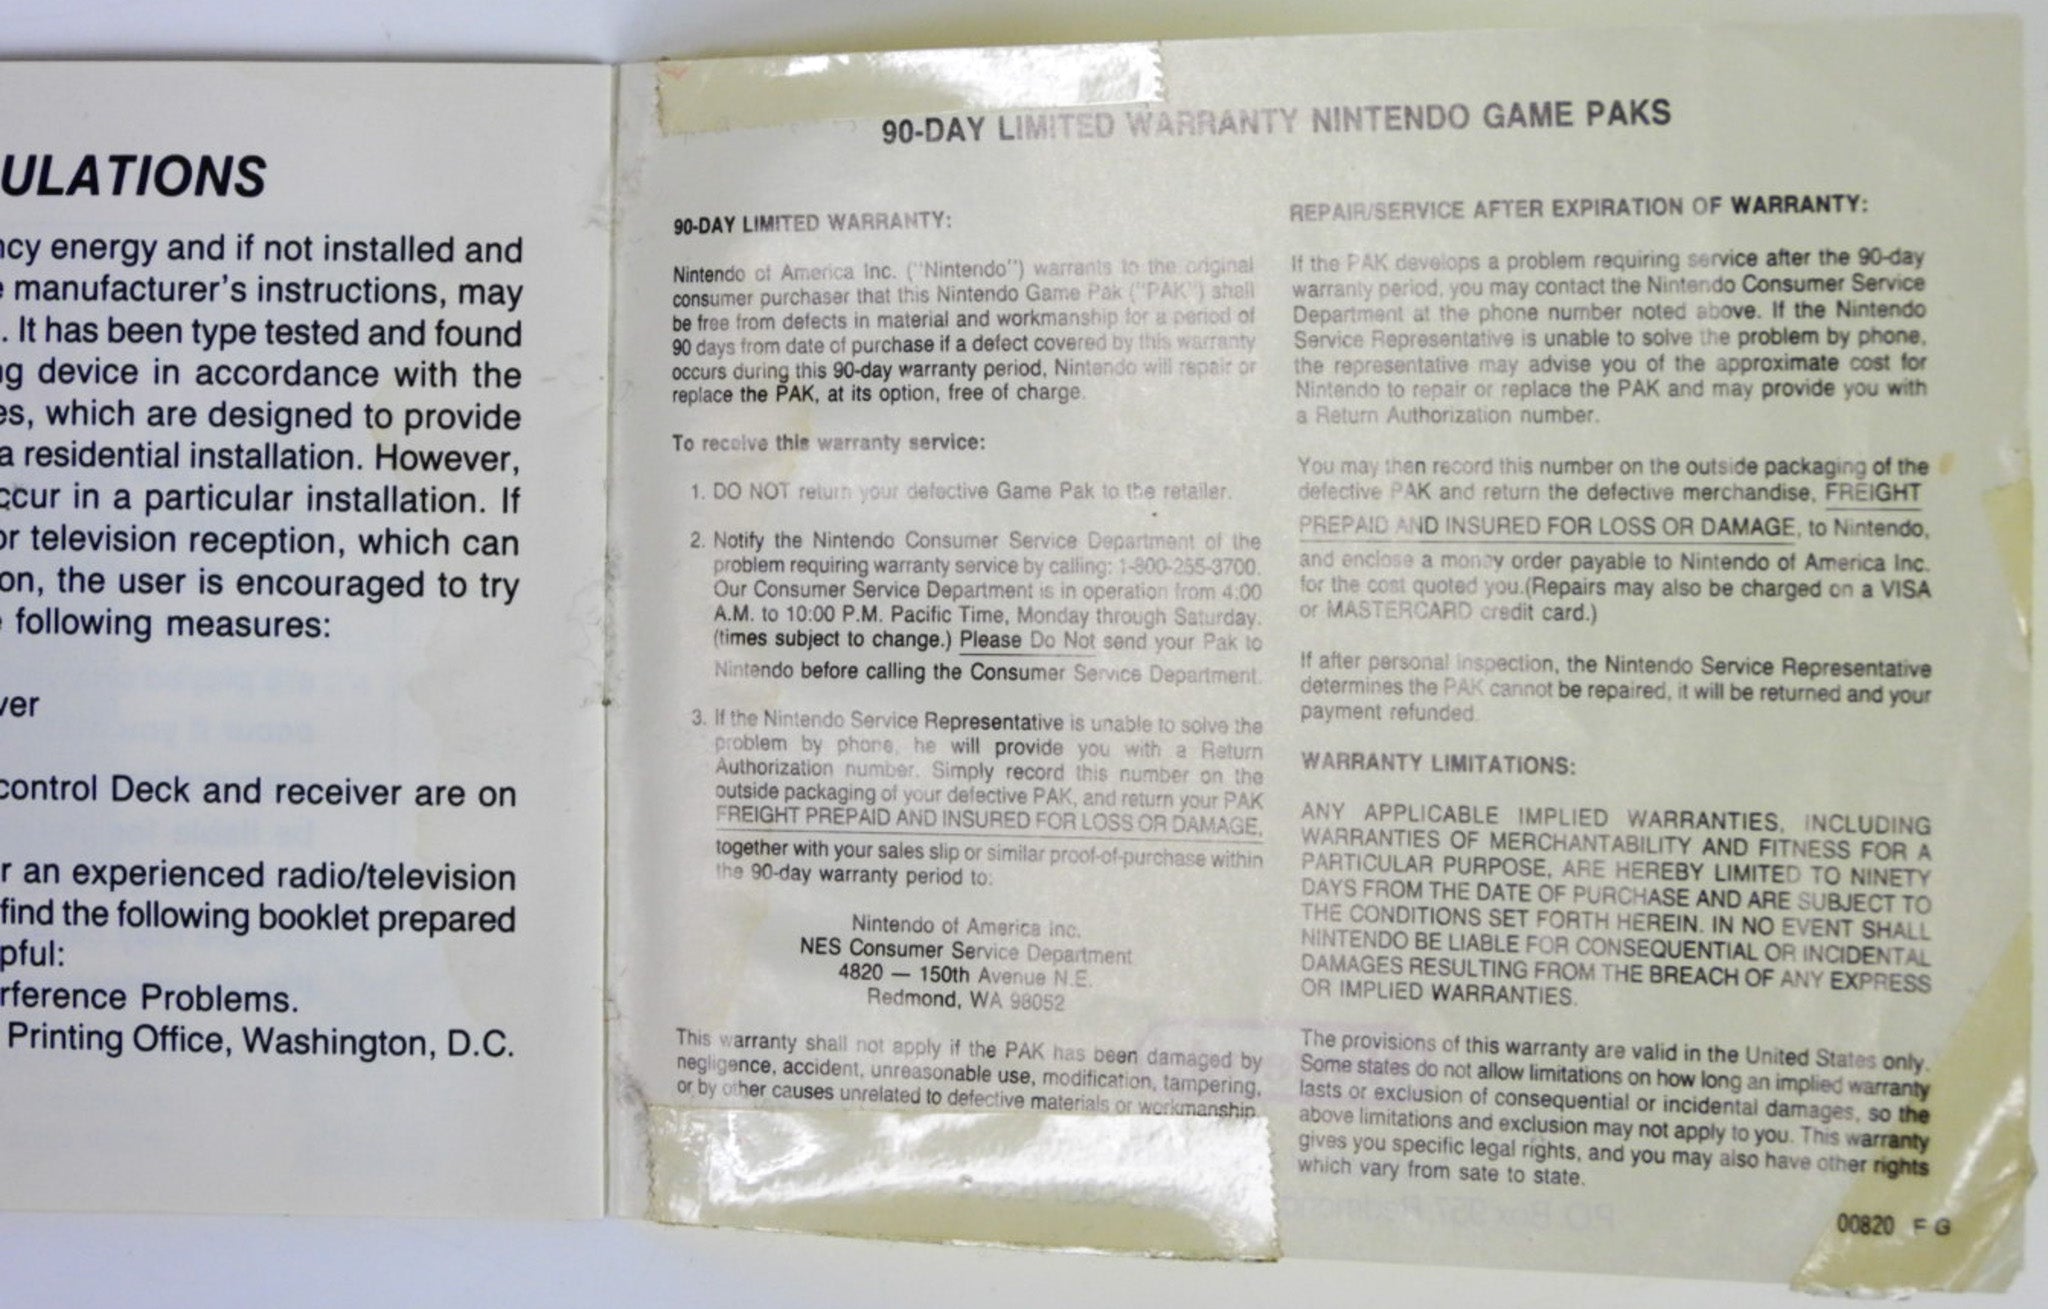 ULATIONS
ncy energy and if not installed and
e manufacturer's instructions, may
. It has been type tested and found
ng device in accordance with the
es, which are designed to provide
a residential installation. However,
ccur in a particular installation. If
or television reception, which can
on, the user is encouraged to try
e following measures:
ver
control Deck and receiver are on
r an experienced radio/television
find the following booklet prepared
pful:
rference Problems.
Printing Office, Washington, D.C.
90-DAY LIMITED WARRANTY NINTENDO GAME PAKS
90-DAY LIMITED WARRANTY:
Nintendo of America Inc. ("Nintendo") warrants to the original
consumer purchaser that this Nintendo Game Pak ("PAK") shall
be free from defects in material and workmanship for a period of
90 days from date of purchase if a defect covered by this warranty
occurs during this 90-day warranty period, Nintendo will repair or
replace the PAK, at its option, free of charge.
To receive this warranty service:
1. DO NOT return your defective Game Pak to the retailer.
2. Notify the Nintendo Consumer Service Department of the
problem requiring warranty service by calling: 1-800-255-3700.
Our Consumer Service Department is in operation from 4:00
A.M. to 10:00 P.M. Pacific Time, Monday through Saturday.
(times subject to change.) Please Do Not send your Pak to
Nintendo before calling the Consumer Service Department.
3. If the Nintendo Service Representative is unable to solve the
problem by phone, he will provide you with a Return
Authorization number. Simply record this number on the
outside packaging of your defective PAK, and return your PAK
FREIGHT PREPAID AND INSURED FOR LOSS OR DAMAGE,
together with your sales slip or similar proof-of-purchase within
the 90-day warranty period to:
Nintendo of America Inc.
NES Consumer Service Department
4820 — 150th Avenue N.E.
Redmond, WA 98052
This warranty shall not apply if the PAK has been damaged by
negligence, accident, unreasonable use, modification, tampering,
or by other causes unrelated to defective materials or workmanship.
REPAIR/SERVICE AFTER EXPIRATION OF WARRANTY:
If the PAK develops a problem requiring service after the 90-day
warranty period, you may contact the Nintendo Consumer Service
Department at the phone number noted above. If the Nintendo
Service Representative is unable to solve the problem by phone,
the representative may advise you of the approximate cost for
Nintendo to repair or replace the PAK and may provide you with
a Return Authorization number.
You may then record this number on the outside packaging of the
defective PAK and return the defective merchandise, FREIGHT
PREPAID AND INSURED FOR LOSS OR DAMAGE, to Nintendo,
and enclose a money order payable to Nintendo of America Inc.
for the cost quoted you.(Repairs may also be charged on a VISA
or MASTERCARD credit card.)
If after personal inspection, the Nintendo Service Representative
determines the PAK cannot be repaired, it will be returned and your
payment refunded.
WARRANTY LIMITATIONS:
ANY APPLICABLE IMPLIED WARRANTIES, INCLUDING
WARRANTIES OF MERCHANTABILITY AND FITNESS FOR A
PARTICULAR PURPOSE, ARE HEREBY LIMITED TO NINETY
DAYS FROM THE DATE OF PURCHASE AND ARE SUBJECT TO
THE CONDITIONS SET FORTH HEREIN. IN NO EVENT SHALL
NINTENDO BE LIABLE FOR CONSEQUENTIAL OR INCIDENTAL
DAMAGES RESULTING FROM THE BREACH OF ANY EXPRESS
OR IMPLIED WARRANTIES.
The provisions of this warranty are valid in the United States only.
Some states do not allow limitations on how long an implied warranty
lasts or exclusion of consequential or incidental damages, so the
above limitations and exclusion may not apply to you. This warranty
gives you specific legal rights, and you may also have other rights
which vary from sate to state.
00820 F G